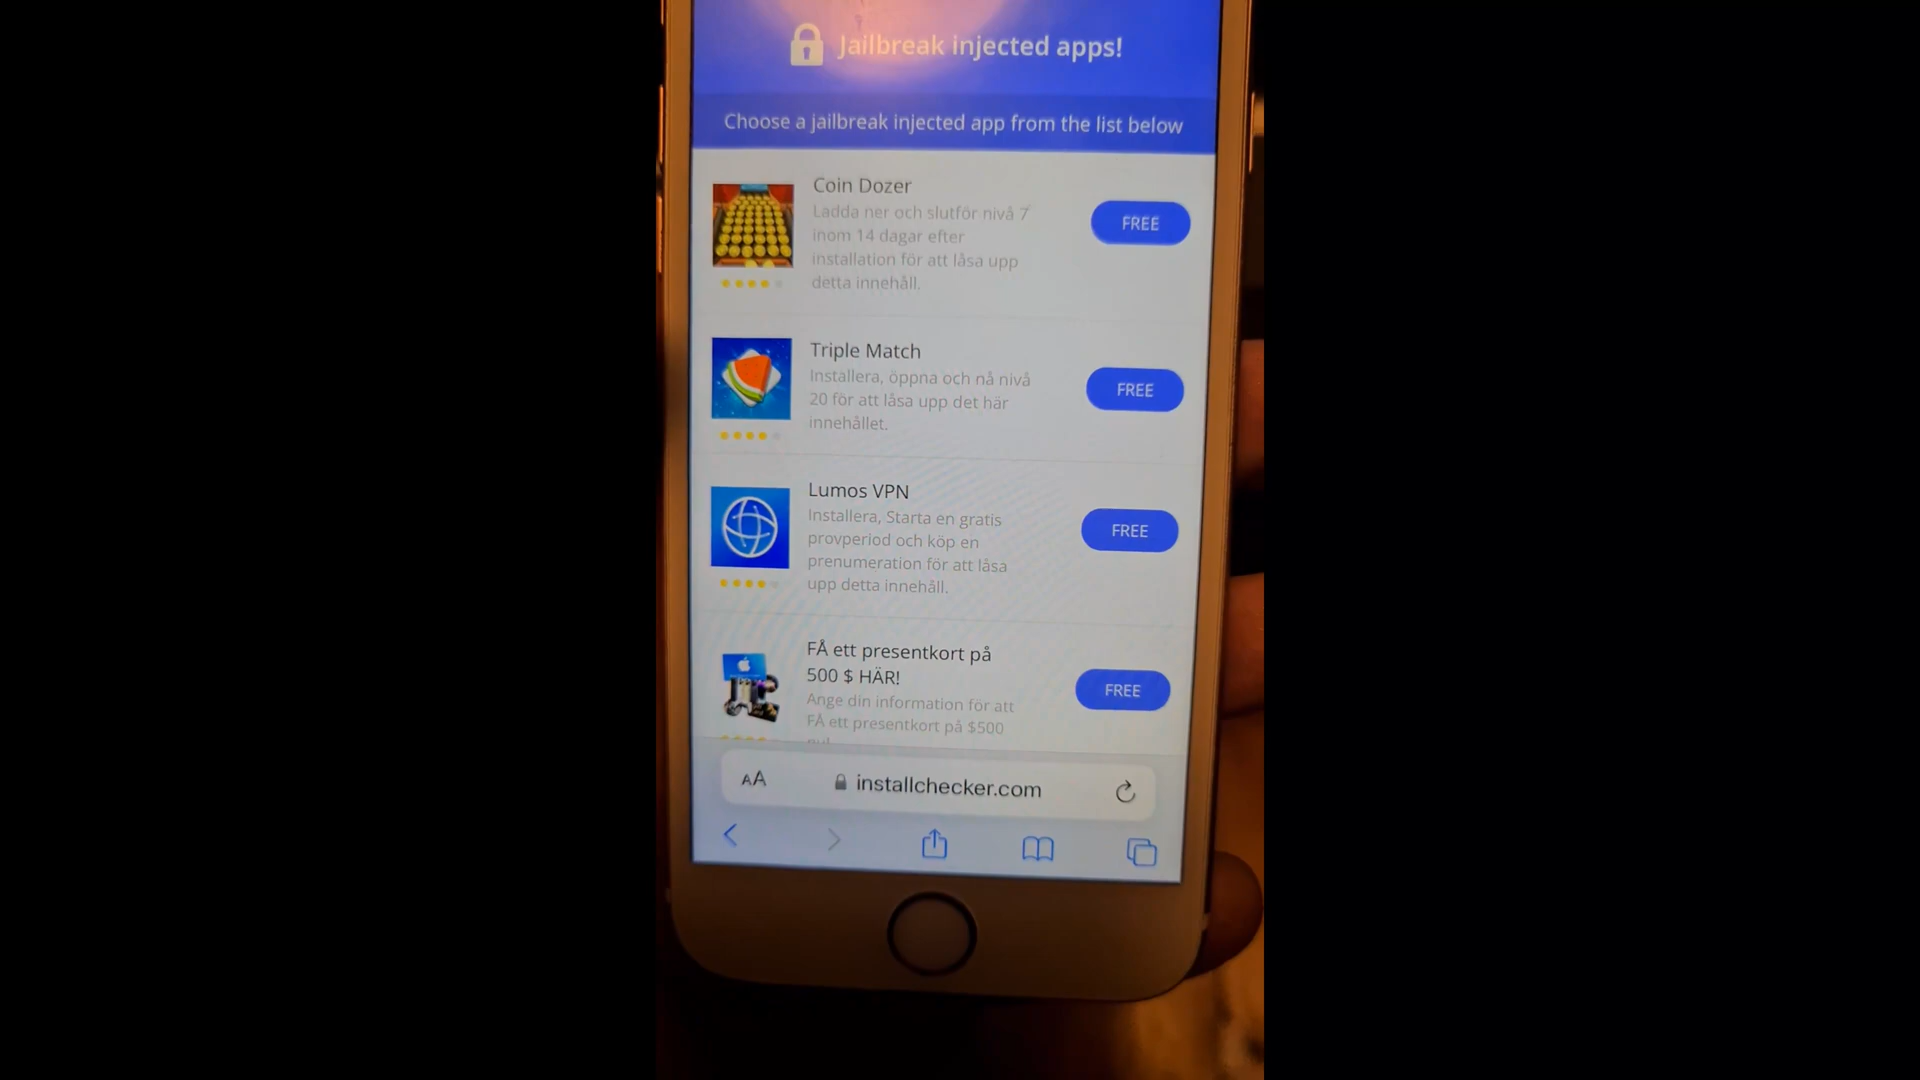 Jailbreak injected apps!
Choose a jailbreak injected app from the list below
Coin Dozer
Ladda ner och slutför nivå 7
inom 14 dagar efter
installation för att låsa upp
detta innehåll.
FREE
Triple Match
Installera, öppna och nå nivå
20 för att låsa upp det här
innehållet.
FREE
Lumos VPN
Installera, Starta en gratis
provperiod och köp en
prenumeration för att låsa
upp detta innehåll.
FREE
FÅ ett presentkort på
500 $ HÄR!
Ange din information för att
FÅ ett presentkort på $500
FREE
AA
installchecker.com